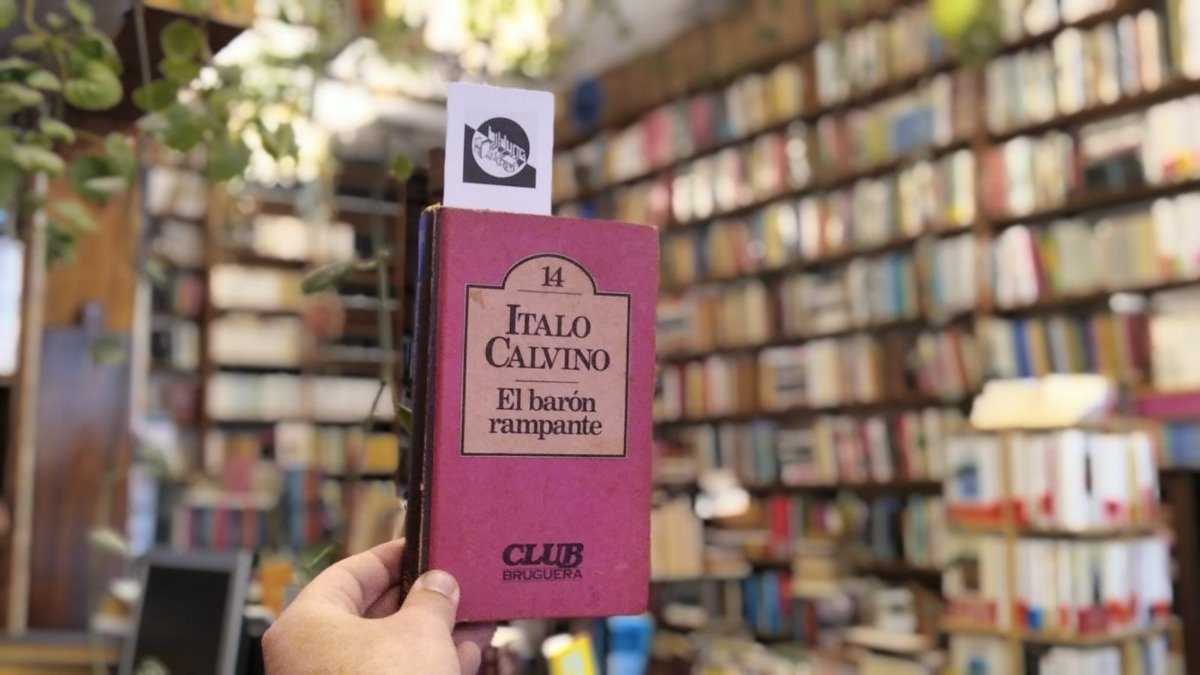 14
ITALO
CALVINO
El barón
rampante
CLUB
BRUGUERA